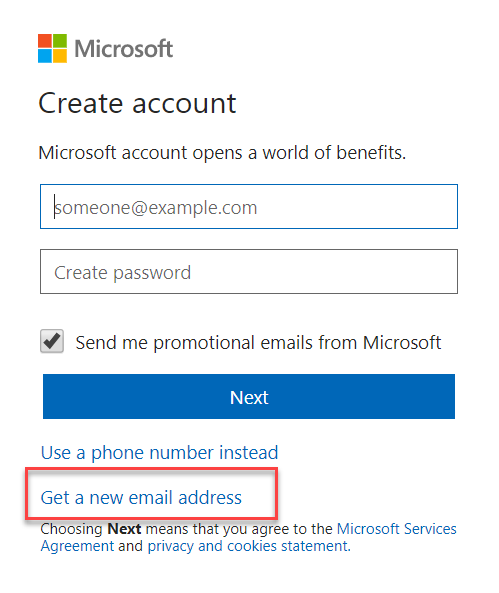 Microsoft
Create account
Microsoft account opens a world of benefits.
someone@example.com
Create password
Send me promotional emails from Microsoft
Next
Use a phone number instead
Get a new email address
Choosing Next means that you agree to the Microsoft Services
Agreement and privacy and cookies statement.